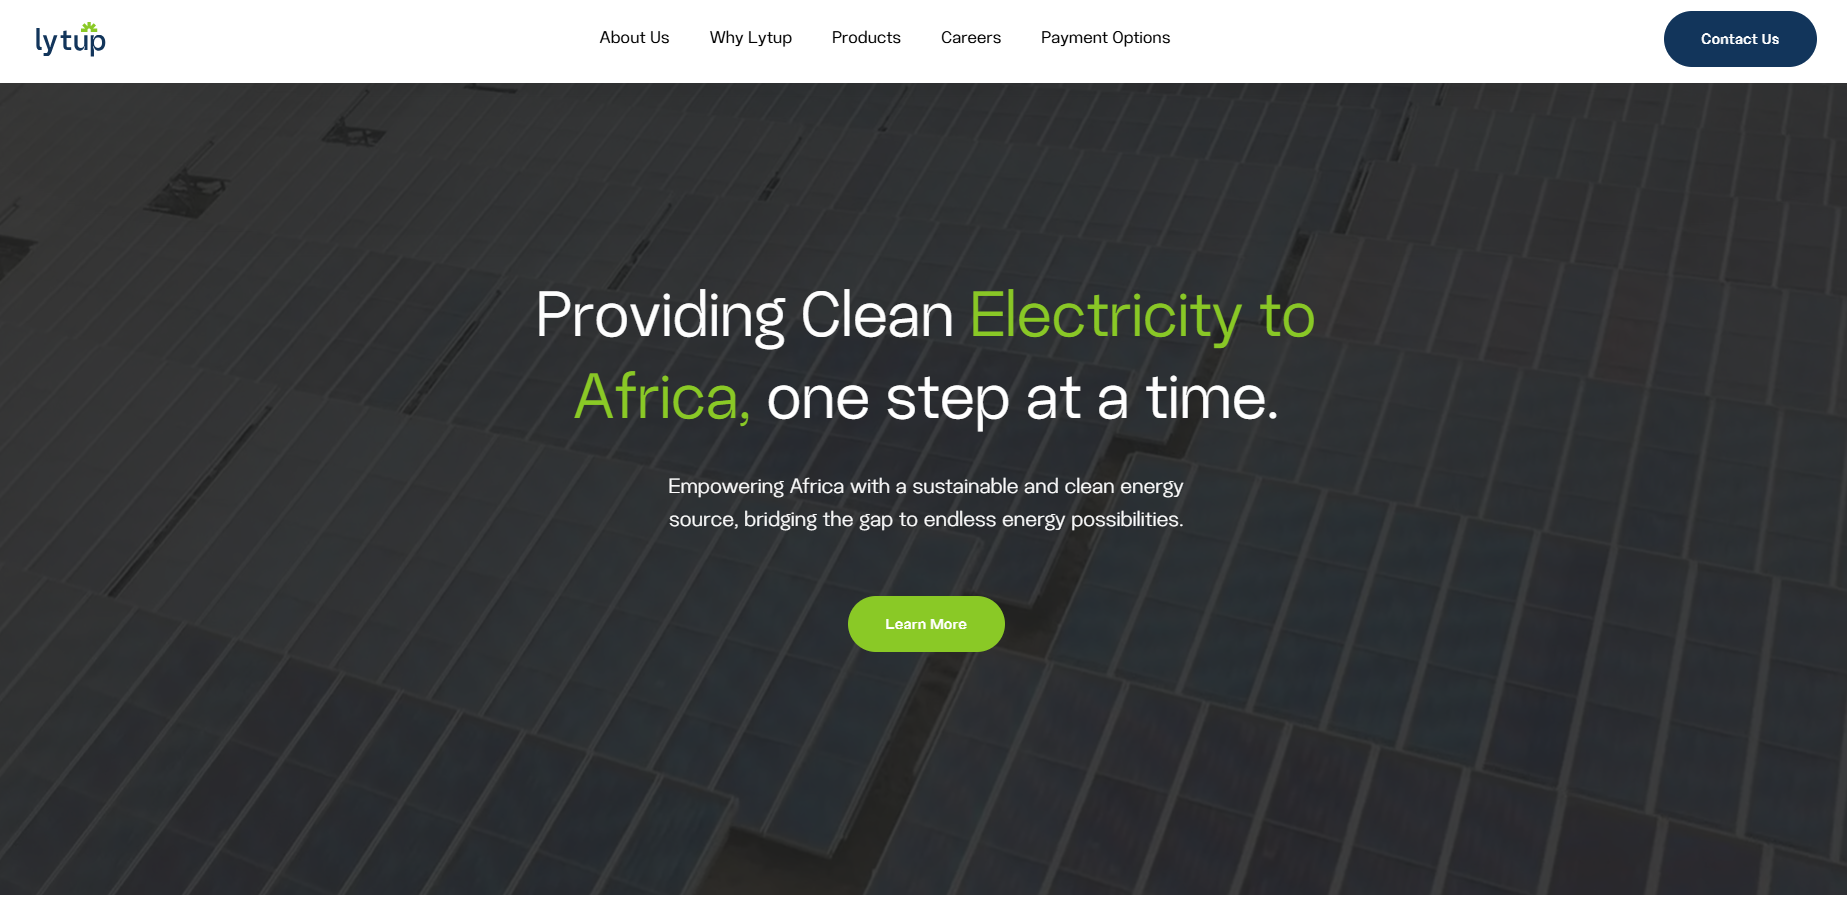 lytup
About Us
Why Lytup
Products
Careers
Payment Options
Contact Us
Providing Clean Electricity to
Africa, one step at a time.
Empowering Africa with a sustainable and clean energy
source, bridging the gap to endless energy possibilities.
Learn More